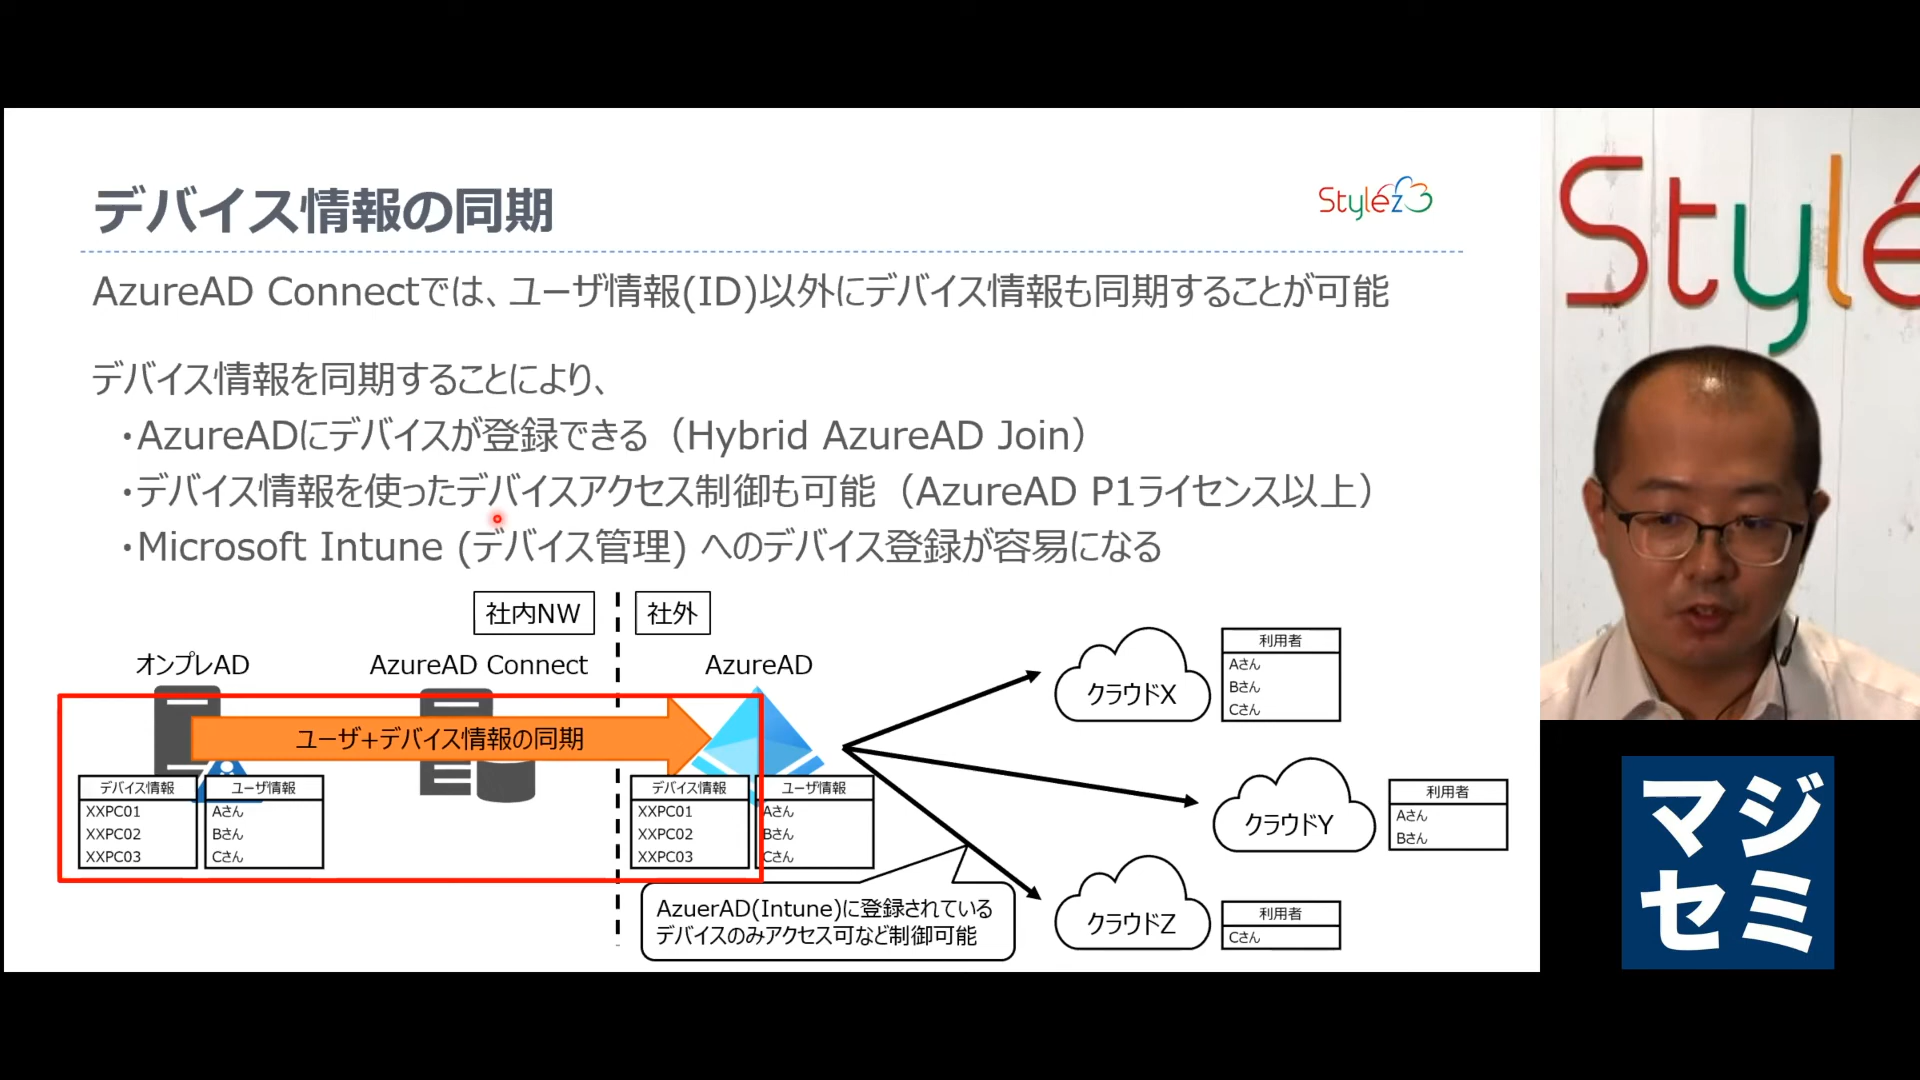 デバイス情報の同期
Stylez
AzureAD Connectでは、ユーザ情報(ID)以外にデバイス情報も同期することが可能
デバイス情報を同期することにより、
・AzureADにデバイスが登録できる（Hybrid AzureAD Join）
・デバイス情報を使ったデバイスアクセス制御も可能（AzureAD P1ライセンス以上）
・Microsoft Intune (デバイス管理) へのデバイス登録が容易になる
社内NW
社外
オンプレAD
AzureAD Connect
AzureAD
ユーザ+デバイス情報の同期
デバイス情報
XXPC01
XXPC02
XXPC03
ユーザ情報
Aさん
Bさん
Cさん
デバイス情報
XXPC01
XXPC02
XXPC03
ユーザ情報
Aさん
Bさん
Cさん
クラウドX
利用者
Aさん
Bさん
Cさん
クラウドY
利用者
Aさん
Bさん
クラウドZ
利用者
Cさん
AzuerAD(Intune)に登録されている
デバイスのみアクセス可など制御可能
Style
マジ
セミ